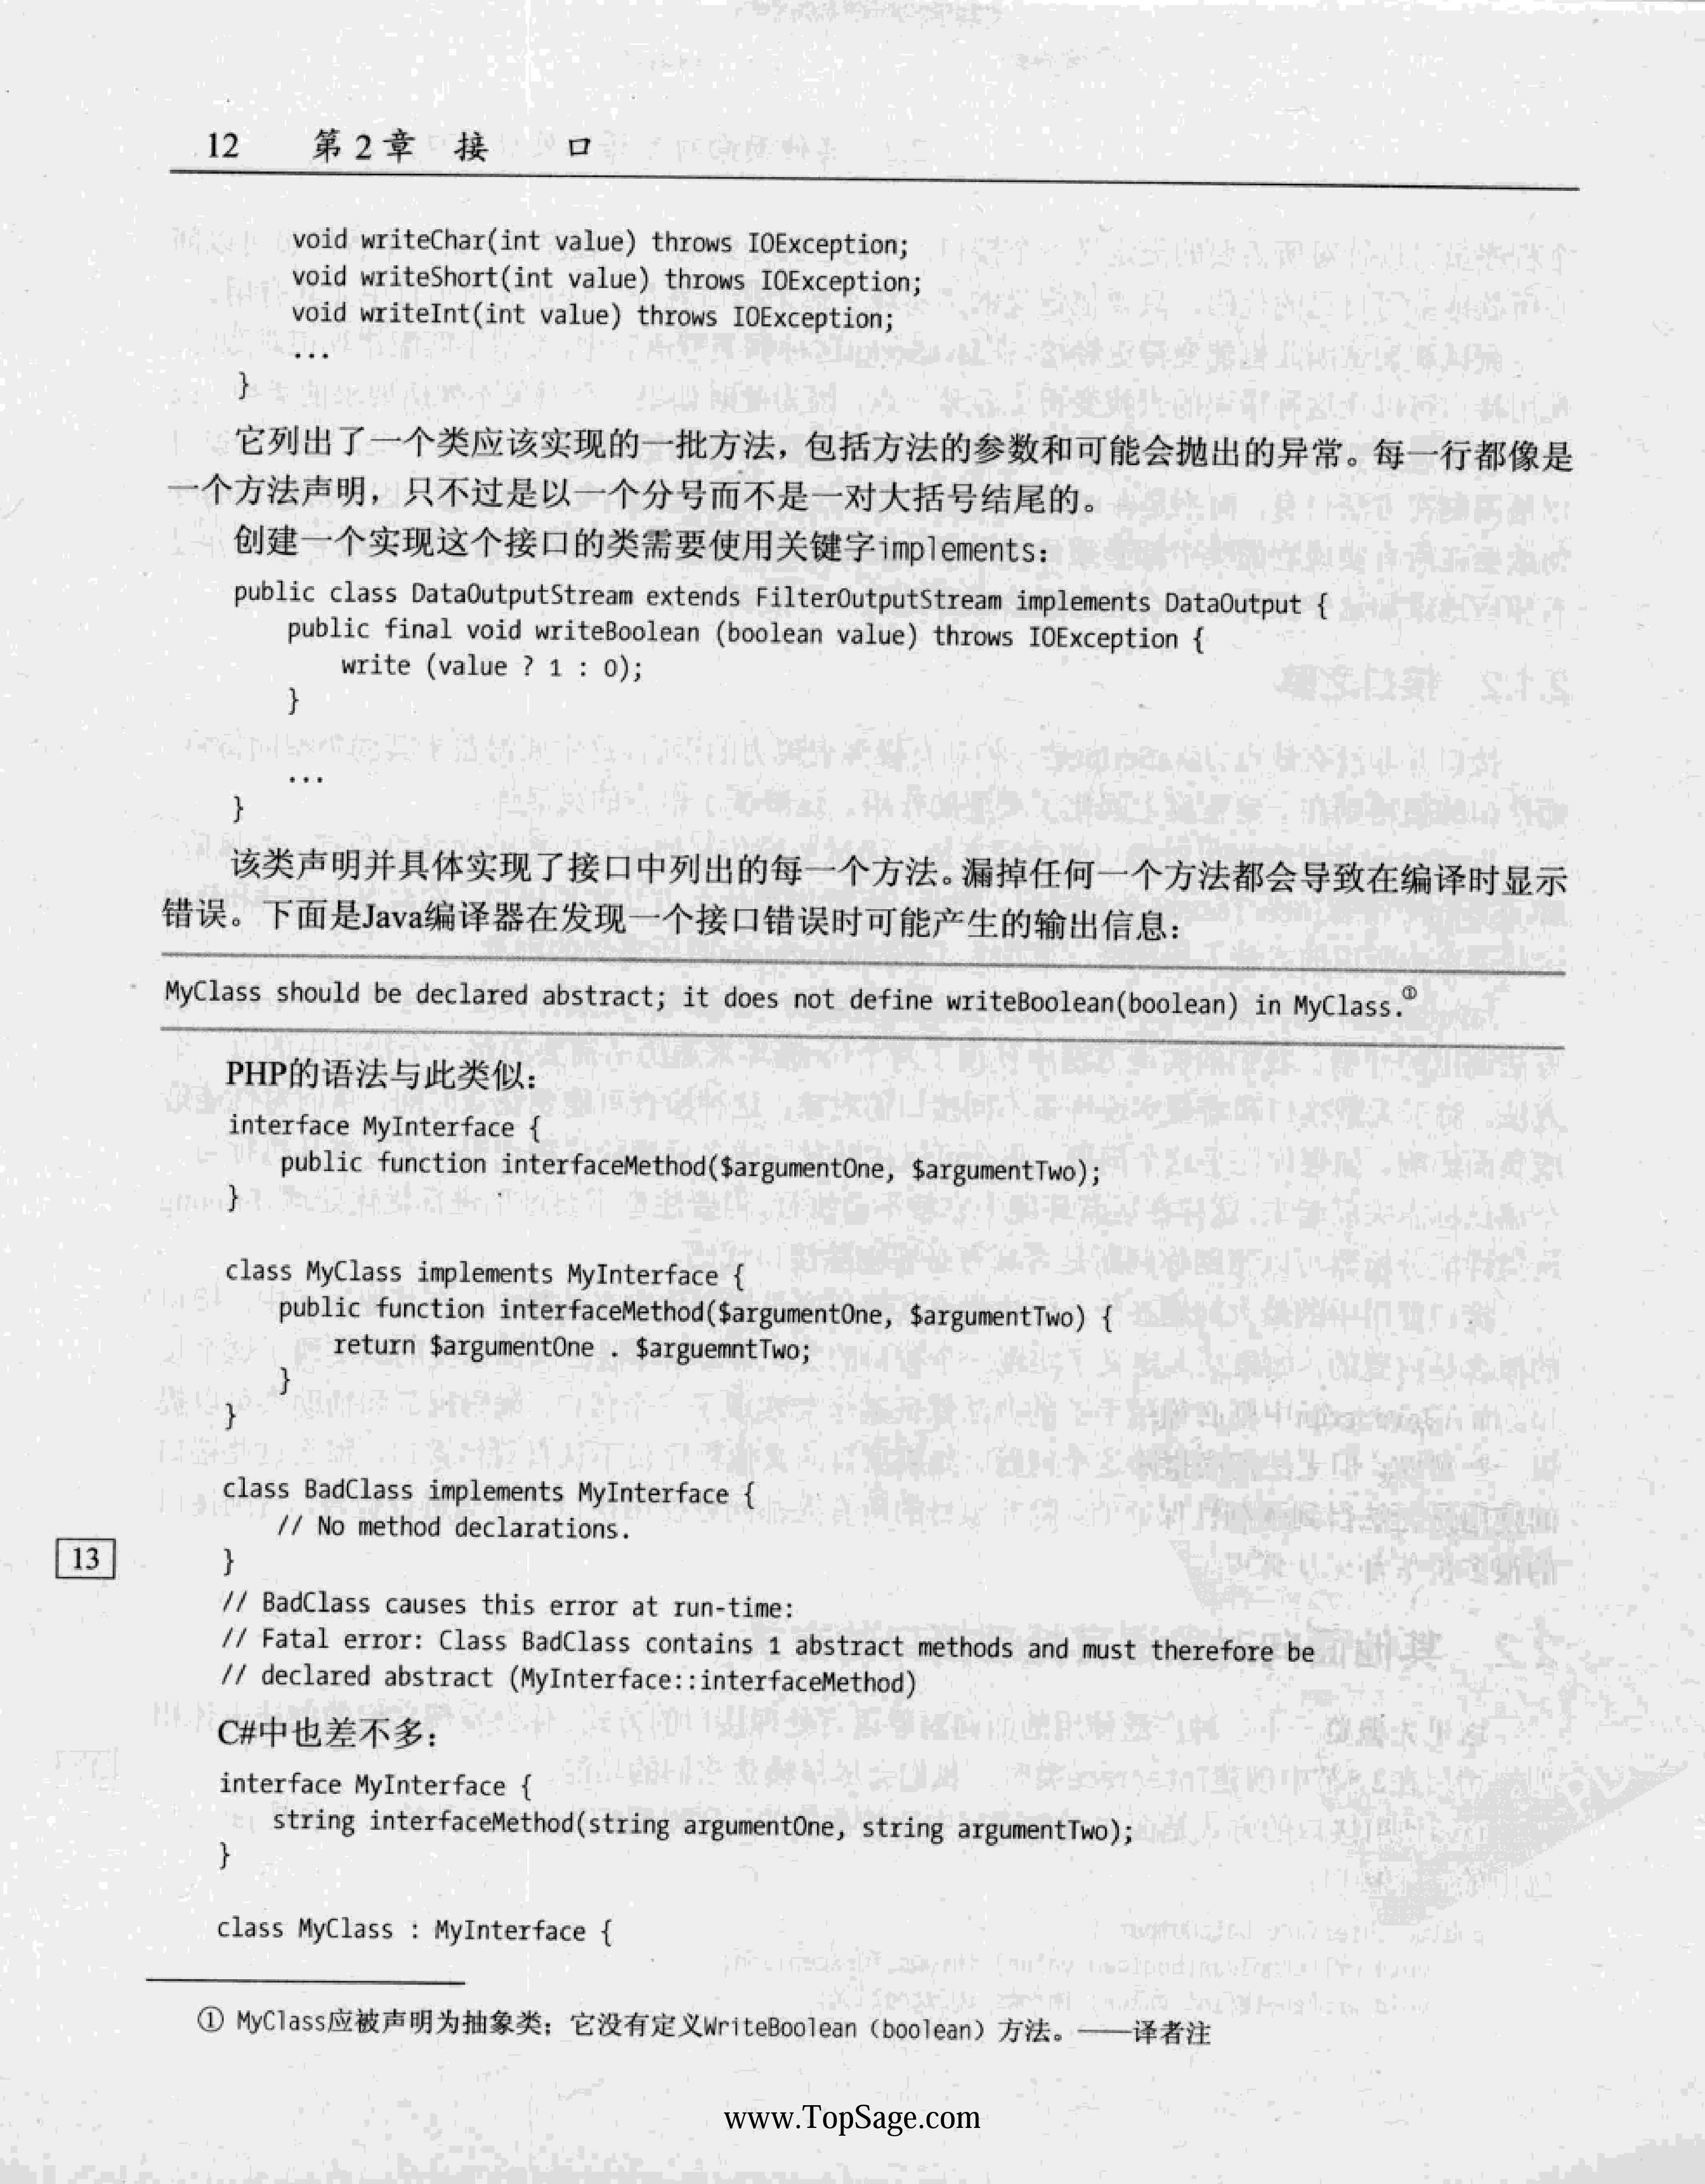 12 第2章 接 口
void writeChar(int value) throws IOException;
void writeShort(int value) throws IOException;
void writeInt(int value) throws IOException;
...
}
它列出了一个类应该实现的一批方法，包括方法的参数和可能会抛出的异常。每一行都像是
一个方法声明，只不过是以一个分号而不是一对大括号结尾的。
创建一个实现这个接口的类需要使用关键字implements：
public class DataOutputStream extends FilterOutputStream implements DataOutput {
public final void writeBoolean (boolean value) throws IOException {
write (value ? 1 : 0);
}
...
}
该类声明并具体实现了接口中列出的每一个方法。漏掉任何一个方法都会导致在编译时显示
错误。下面是Java编译器在发现一个接口错误时可能产生的输出信息：
MyClass should be declared abstract; it does not define writeBoolean(boolean) in MyClass.①
PHP的语法与此类似：
interface MyInterface {
public function interfaceMethod($argumentOne, $argumentTwo);
}
class MyClass implements MyInterface {
public function interfaceMethod($argumentOne, $argumentTwo) {
return $argumentOne . $arguemntTwo;
}
}
class BadClass implements MyInterface {
// No method declarations.
13
}
// BadClass causes this error at run-time:
// Fatal error: Class BadClass contains 1 abstract methods and must therefore be
// declared abstract (MyInterface::interfaceMethod)
C#中也差不多：
interface MyInterface {
string interfaceMethod(string argumentOne, string argumentTwo);
}
class MyClass : MyInterface {
① MyClass应被声明为抽象类；它没有定义WriteBoolean（boolean）方法。——译者注
www.TopSage.com